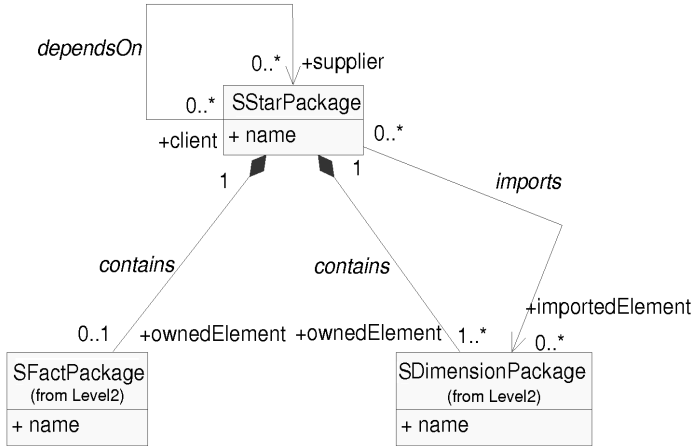 dependsOn
0..*
+supplier
0..*
SStarPackage
+client
+ name
0..*
1
1
imports
contains
contains
+importedElement
0..1
+ownedElement
+ownedElement
1..*
0..*
SFactPackage
(from Level2)
+ name
SDimensionPackage
(from Level2)
+ name